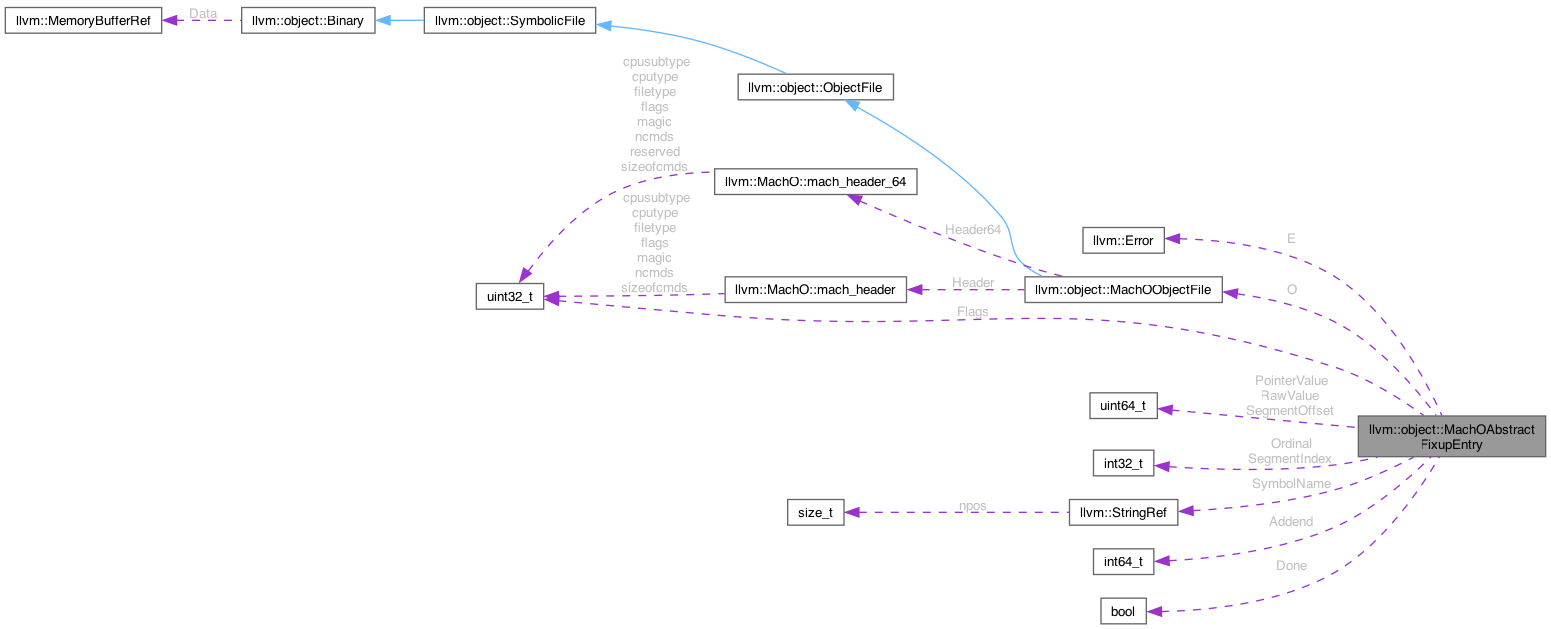 llvm::MemoryBufferRef
Data
llvm::object::Binary
llvm::object::SymbolicFile
llvm::object::ObjectFile
cpusubtype
cputype
filetype
flags
magic
ncmds
reserved
sizeofcmds
llvm::MachO::mach_header_64
cpusubtype
cputype
filetype
flags
magic
ncmds
sizeofcmds
Header64
llvm::Error
E
uint32_t
llvm::MachO::mach_header
Header
llvm::object::MachOObjectFile
O
Flags
uint64_t
PointerValue
RawValue
SegmentOffset
llvm::object::MachOAbstract
FixupEntry
int32_t
Ordinal
SegmentIndex
size_t
npos
llvm::StringRef
SymbolName
int64_t
Addend
bool
Done